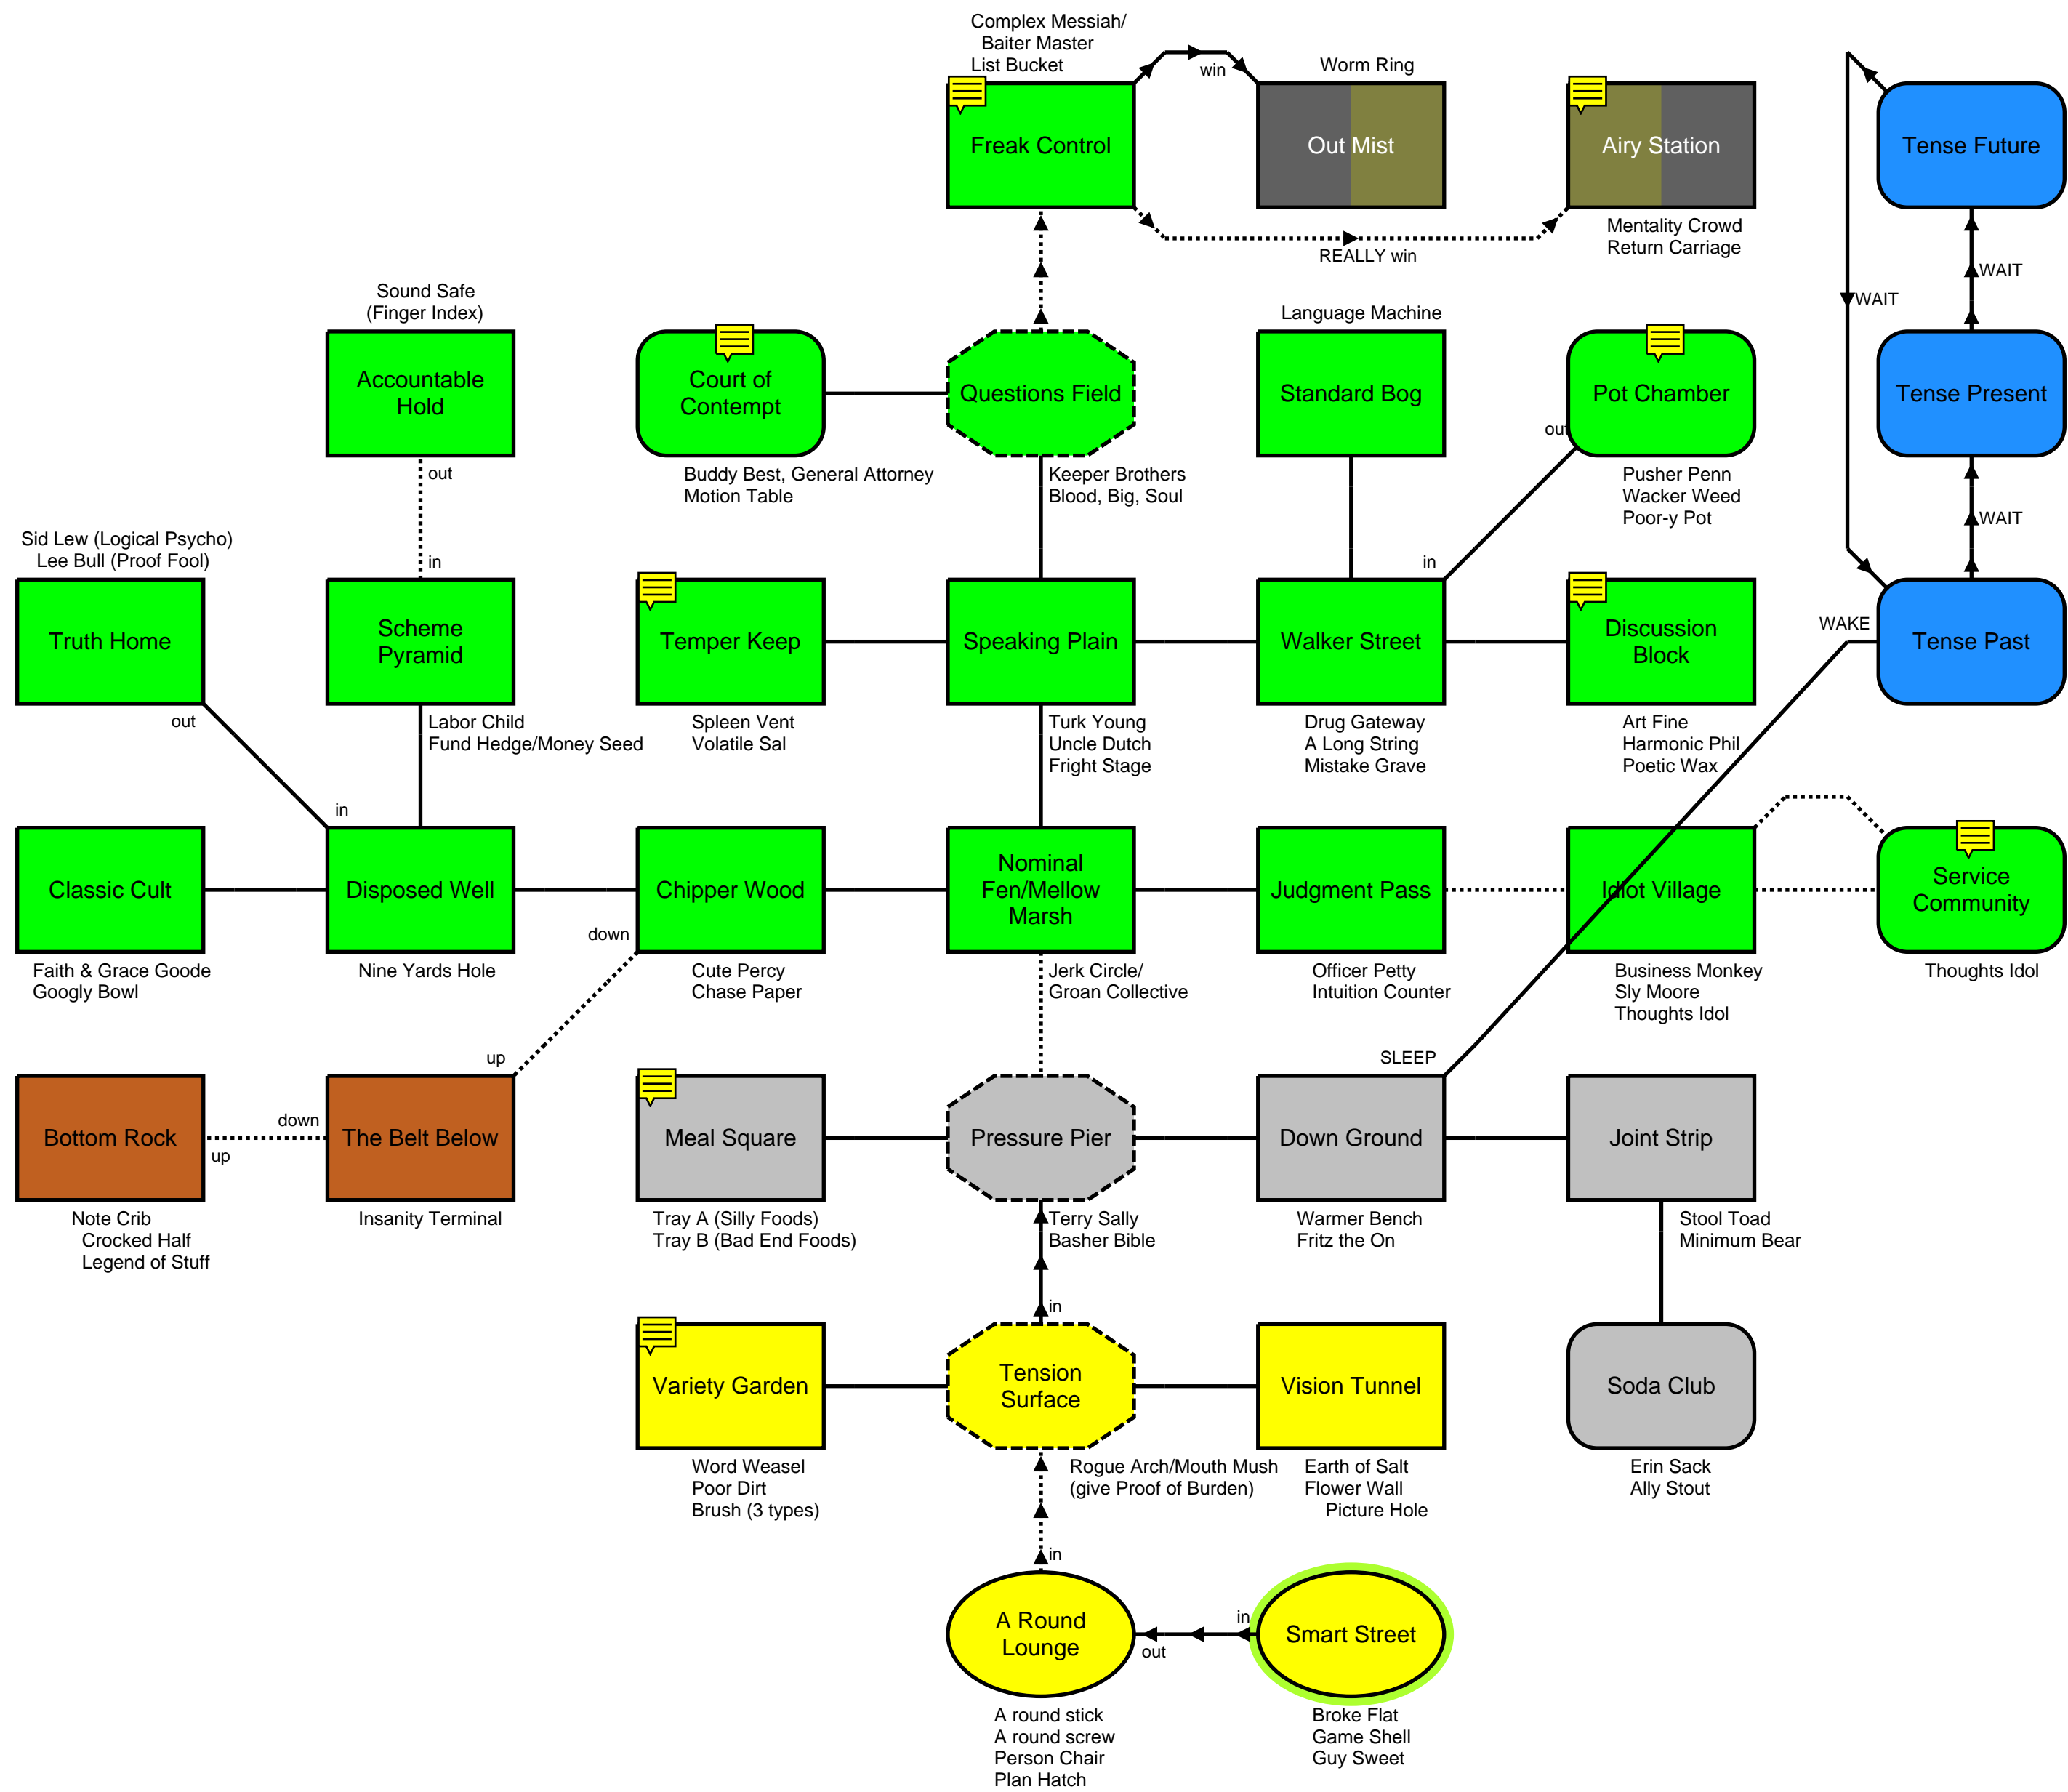 Complex Messiah/
Baiter Master
List Bucket
win
Worm Ring
Freak Control
Out Mist
Airy Station
Tense Future
Mentality Crowd
Return Carriage
REALLY win
WAIT
WAIT
Sound Safe
(Finger Index)
Language Machine
Accountable
Hold
Court of
Contempt
Questions Field
Standard Bog
Pot Chamber
Tense Present
out
out
Buddy Best, General Attorney
Motion Table
Keeper Brothers
Blood, Big, Soul
Pusher Penn
Wacker Weed
Poor-y Pot
WAIT
Sid Lew (Logical Psycho)
Lee Bull (Proof Fool)
in
in
Truth Home
Scheme
Pyramid
Temper Keep
Speaking Plain
Walker Street
Discussion
Block
WAKE
Tense Past
out
Labor Child
Fund Hedge/Money Seed
Spleen Vent
Volatile Sal
Turk Young
Uncle Dutch
Fright Stage
Drug Gateway
A Long String
Mistake Grave
Art Fine
Harmonic Phil
Poetic Wax
in
Classic Cult
Disposed Well
Chipper Wood
Nominal
Fen/Mellow
Marsh
Judgment Pass
Idiot Village
Service
Community
down
Faith & Grace Goode
Googly Bowl
Nine Yards Hole
Cute Percy
Chase Paper
Jerk Circle/
Groan Collective
Officer Petty
Intuition Counter
Business Monkey
Sly Moore
Thoughts Idol
Thoughts Idol
up
SLEEP
Bottom Rock
down
up
The Belt Below
Meal Square
Pressure Pier
Down Ground
Joint Strip
Note Crib
Crocked Half
Legend of Stuff
Insanity Terminal
Tray A (Silly Foods)
Tray B (Bad End Foods)
Terry Sally
Basher Bible
Warmer Bench
Fritz the On
Stool Toad
Minimum Bear
in
Variety Garden
Tension
Surface
Vision Tunnel
Soda Club
Word Weasel
Poor Dirt
Brush (3 types)
Rogue Arch/Mouth Mush
(give Proof of Burden)
Earth of Salt
Flower Wall
Picture Hole
Erin Sack
Ally Stout
in
A Round
Lounge
in
out
Smart Street
A round stick
A round screw
Person Chair
Plan Hatch
Broke Flat
Game Shell
Guy Sweet